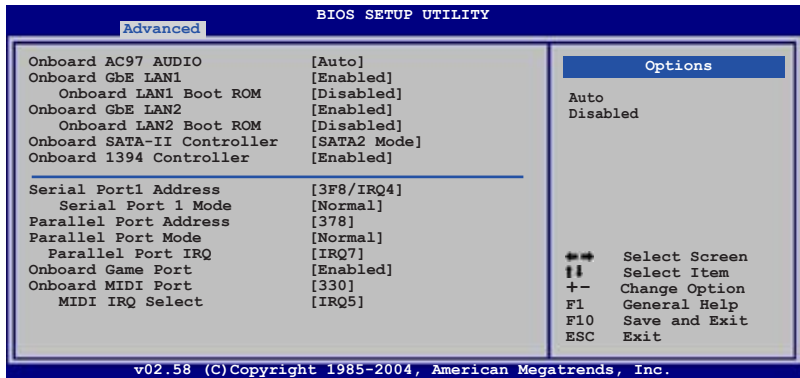 BIOS SETUP UTILITY
Advanced
Onboard AC97 AUDIO [Auto]
Onboard GbE LAN1 [Enabled]
Onboard LAN1 Boot ROM [Disabled]
Onboard GbE LAN2 [Enabled]
Onboard LAN2 Boot ROM [Disabled]
Onboard SATA-II Controller [SATA2 Mode]
Onboard 1394 Controller [Enabled]
Serial Port1 Address [3F8/IRQ4]
Serial Port 1 Mode [Normal]
Parallel Port Address [378]
Parallel Port Mode [Normal]
Parallel Port IRQ [IRQ7]
Onboard Game Port [Enabled]
Onboard MIDI Port [330]
MIDI IRQ Select [IRQ5]
Options
Auto
Disabled
Select Screen
Select Item
+- Change Option
F1 General Help
F10 Save and Exit
ESC Exit
v02.58 (C)Copyright 1985-2004, American Megatrends, Inc.